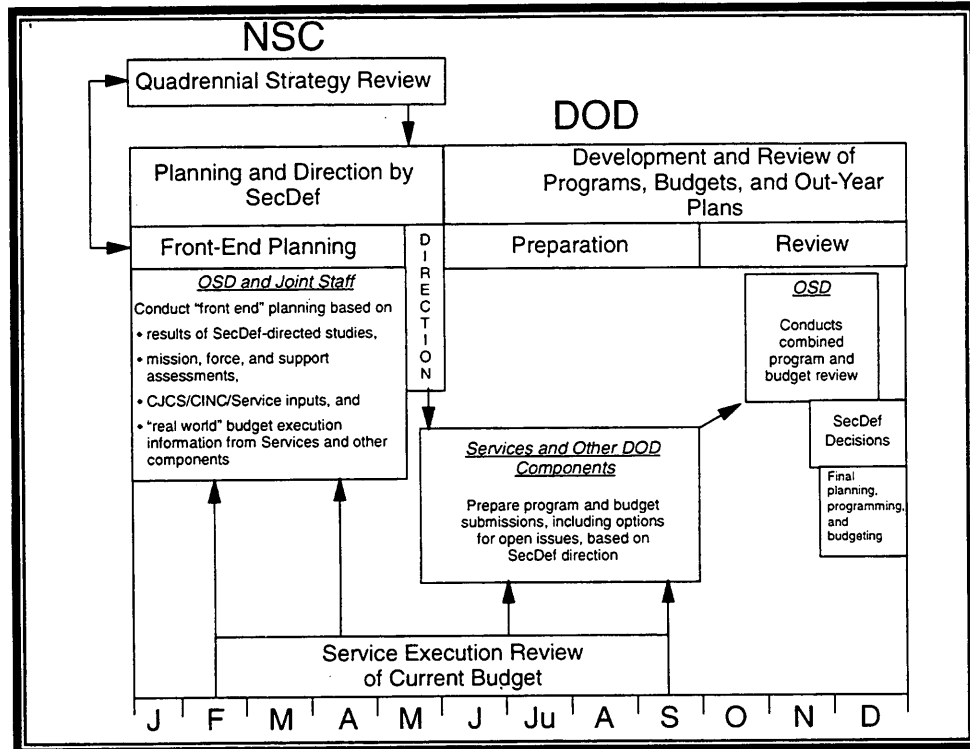 NSC
Quadrennial Strategy Review
DOD
Planning and Direction by
SecDef
Development and Review of
Programs, Budgets, and Out-Year
Plans
Front-End Planning
D
I
R
E
C
T
I
O
N
Preparation
Review
OSD and Joint Staff
Conduct "front end" planning based on
• results of SecDef-directed studies,
• mission, force, and support
assessments,
• CJCS/CINC/Service inputs, and
• "real world" budget execution
information from Services and other
components
OSD
Conducts
combined
program and
budget review
SecDef
Decisions
Final
planning,
programming,
and
budgeting
Services and Other DOD
Components
Prepare program and budget
submissions, including options
for open issues, based on
SecDef direction
Service Execution Review
of Current Budget
J F M A M J Ju A S O N D